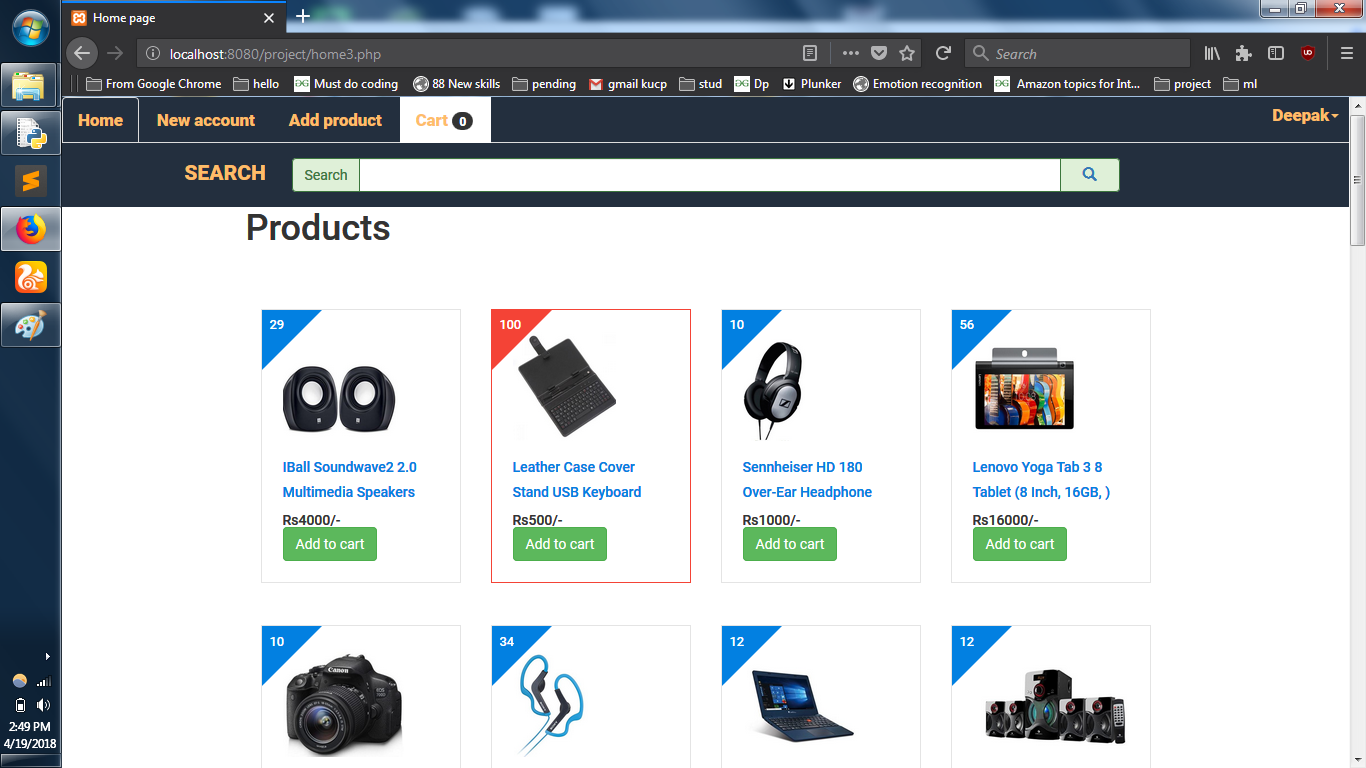 Home page
localhost:8080/project/home3.php
Search
From Google Chrome
hello
Must do coding
88 New skills
pending
gmail kucp
stud
Dp
Plunker
Emotion recognition
Amazon topics for Int...
project
ml
Home
New account
Add product
Cart 0
Deepak
SEARCH
Search
Products
29
100
10
56
IBall Soundwave2 2.0
Multimedia Speakers
Rs4000/-
Add to cart
Leather Case Cover
Stand USB Keyboard
Rs500/-
Add to cart
Sennheiser HD 180
Over-Ear Headphone
Rs1000/-
Add to cart
Lenovo Yoga Tab 3 8
Tablet (8 Inch, 16GB, )
Rs16000/-
Add to cart
10
34
12
12
Canon
2:49 PM
4/19/2018